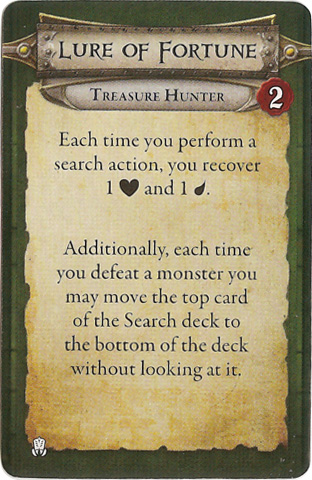 Lure of Fortune
Treasure Hunter
2
Each time you perform a
search action, you recover
1 and 1 .
Additionally, each time
you defeat a monster you
may move the top card
of the Search deck to
the bottom of the deck
without looking at it.